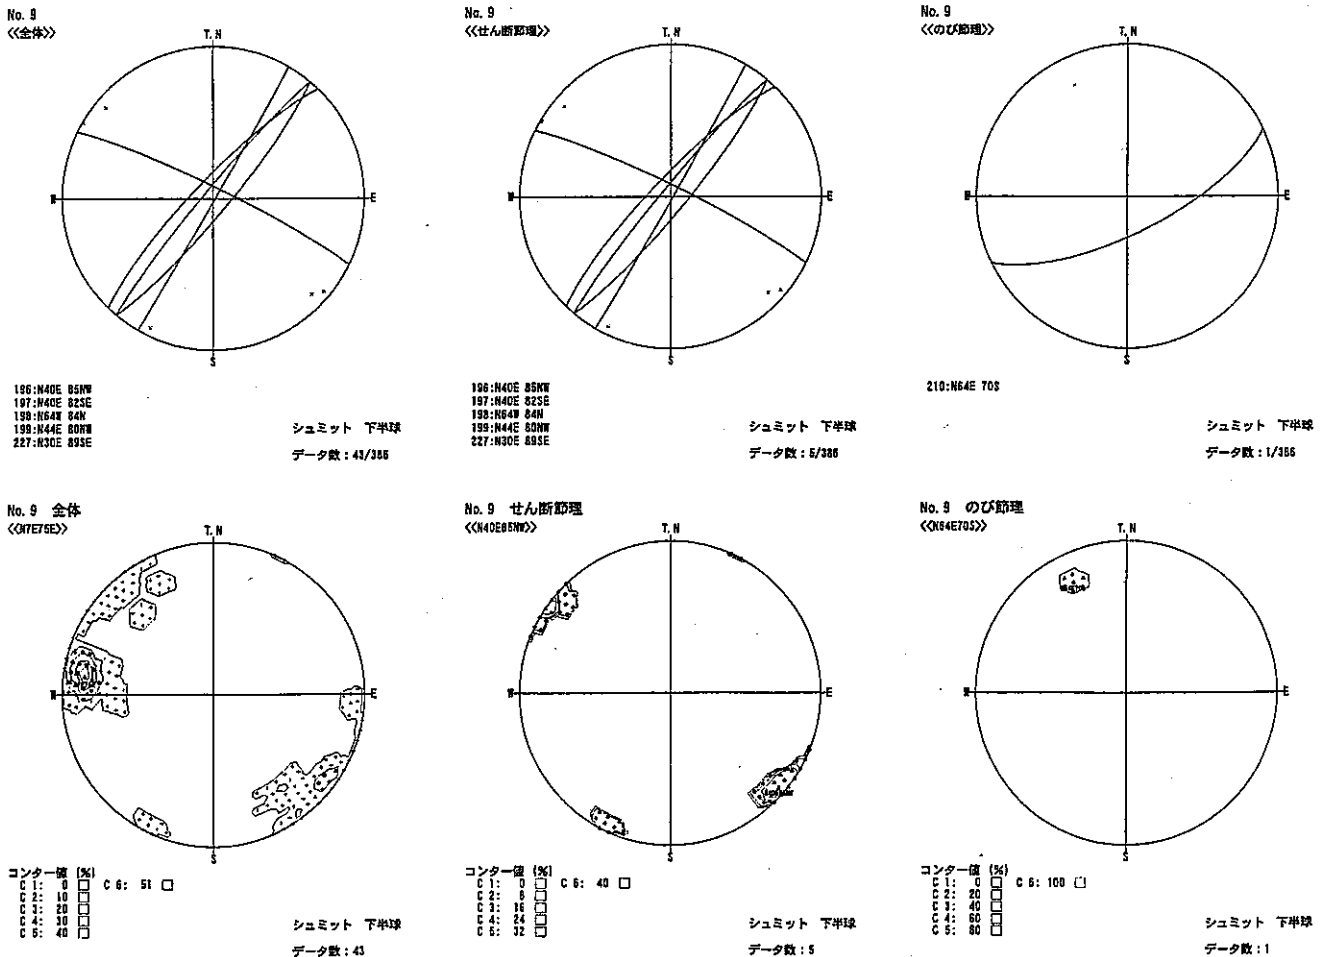 No. 9
《全体》
T. N
W
E
S
196:N40E 85NW
197:N40E 82SE
198:N64W 84N
199:N44E 80NW
227:N30E 89SE
シュミット 下半球
データ数：43/386
No. 9
《せん断節理》
T. N
W
E
S
196:N40E 85NW
197:N40E 82SE
198:N64W 84N
199:N44E 80NW
227:N30E 89SE
シュミット 下半球
データ数：5/386
No. 9
《のび節理》
T. N
W
E
S
210:N64E 70S
シュミット 下半球
データ数：1/386
No. 9 全体
《N7E75E》
T. N
W
E
S
コンター値 (%)
C 1: 0 C 6: 51
C 2: 10
C 3: 20
C 4: 30
C 5: 40
シュミット 下半球
データ数：43
No. 9 せん断節理
《N40E85NW》
T. N
W
E
S
コンター値 (%)
C 1: 0 C 6: 40
C 2: 8
C 3: 16
C 4: 24
C 5: 32
シュミット 下半球
データ数：5
No. 9 のび節理
《N64E70S》
T. N
W
E
S
コンター値 (%)
C 1: 0 C 6: 100
C 2: 20
C 3: 40
C 4: 60
C 5: 80
シュミット 下半球
データ数：1